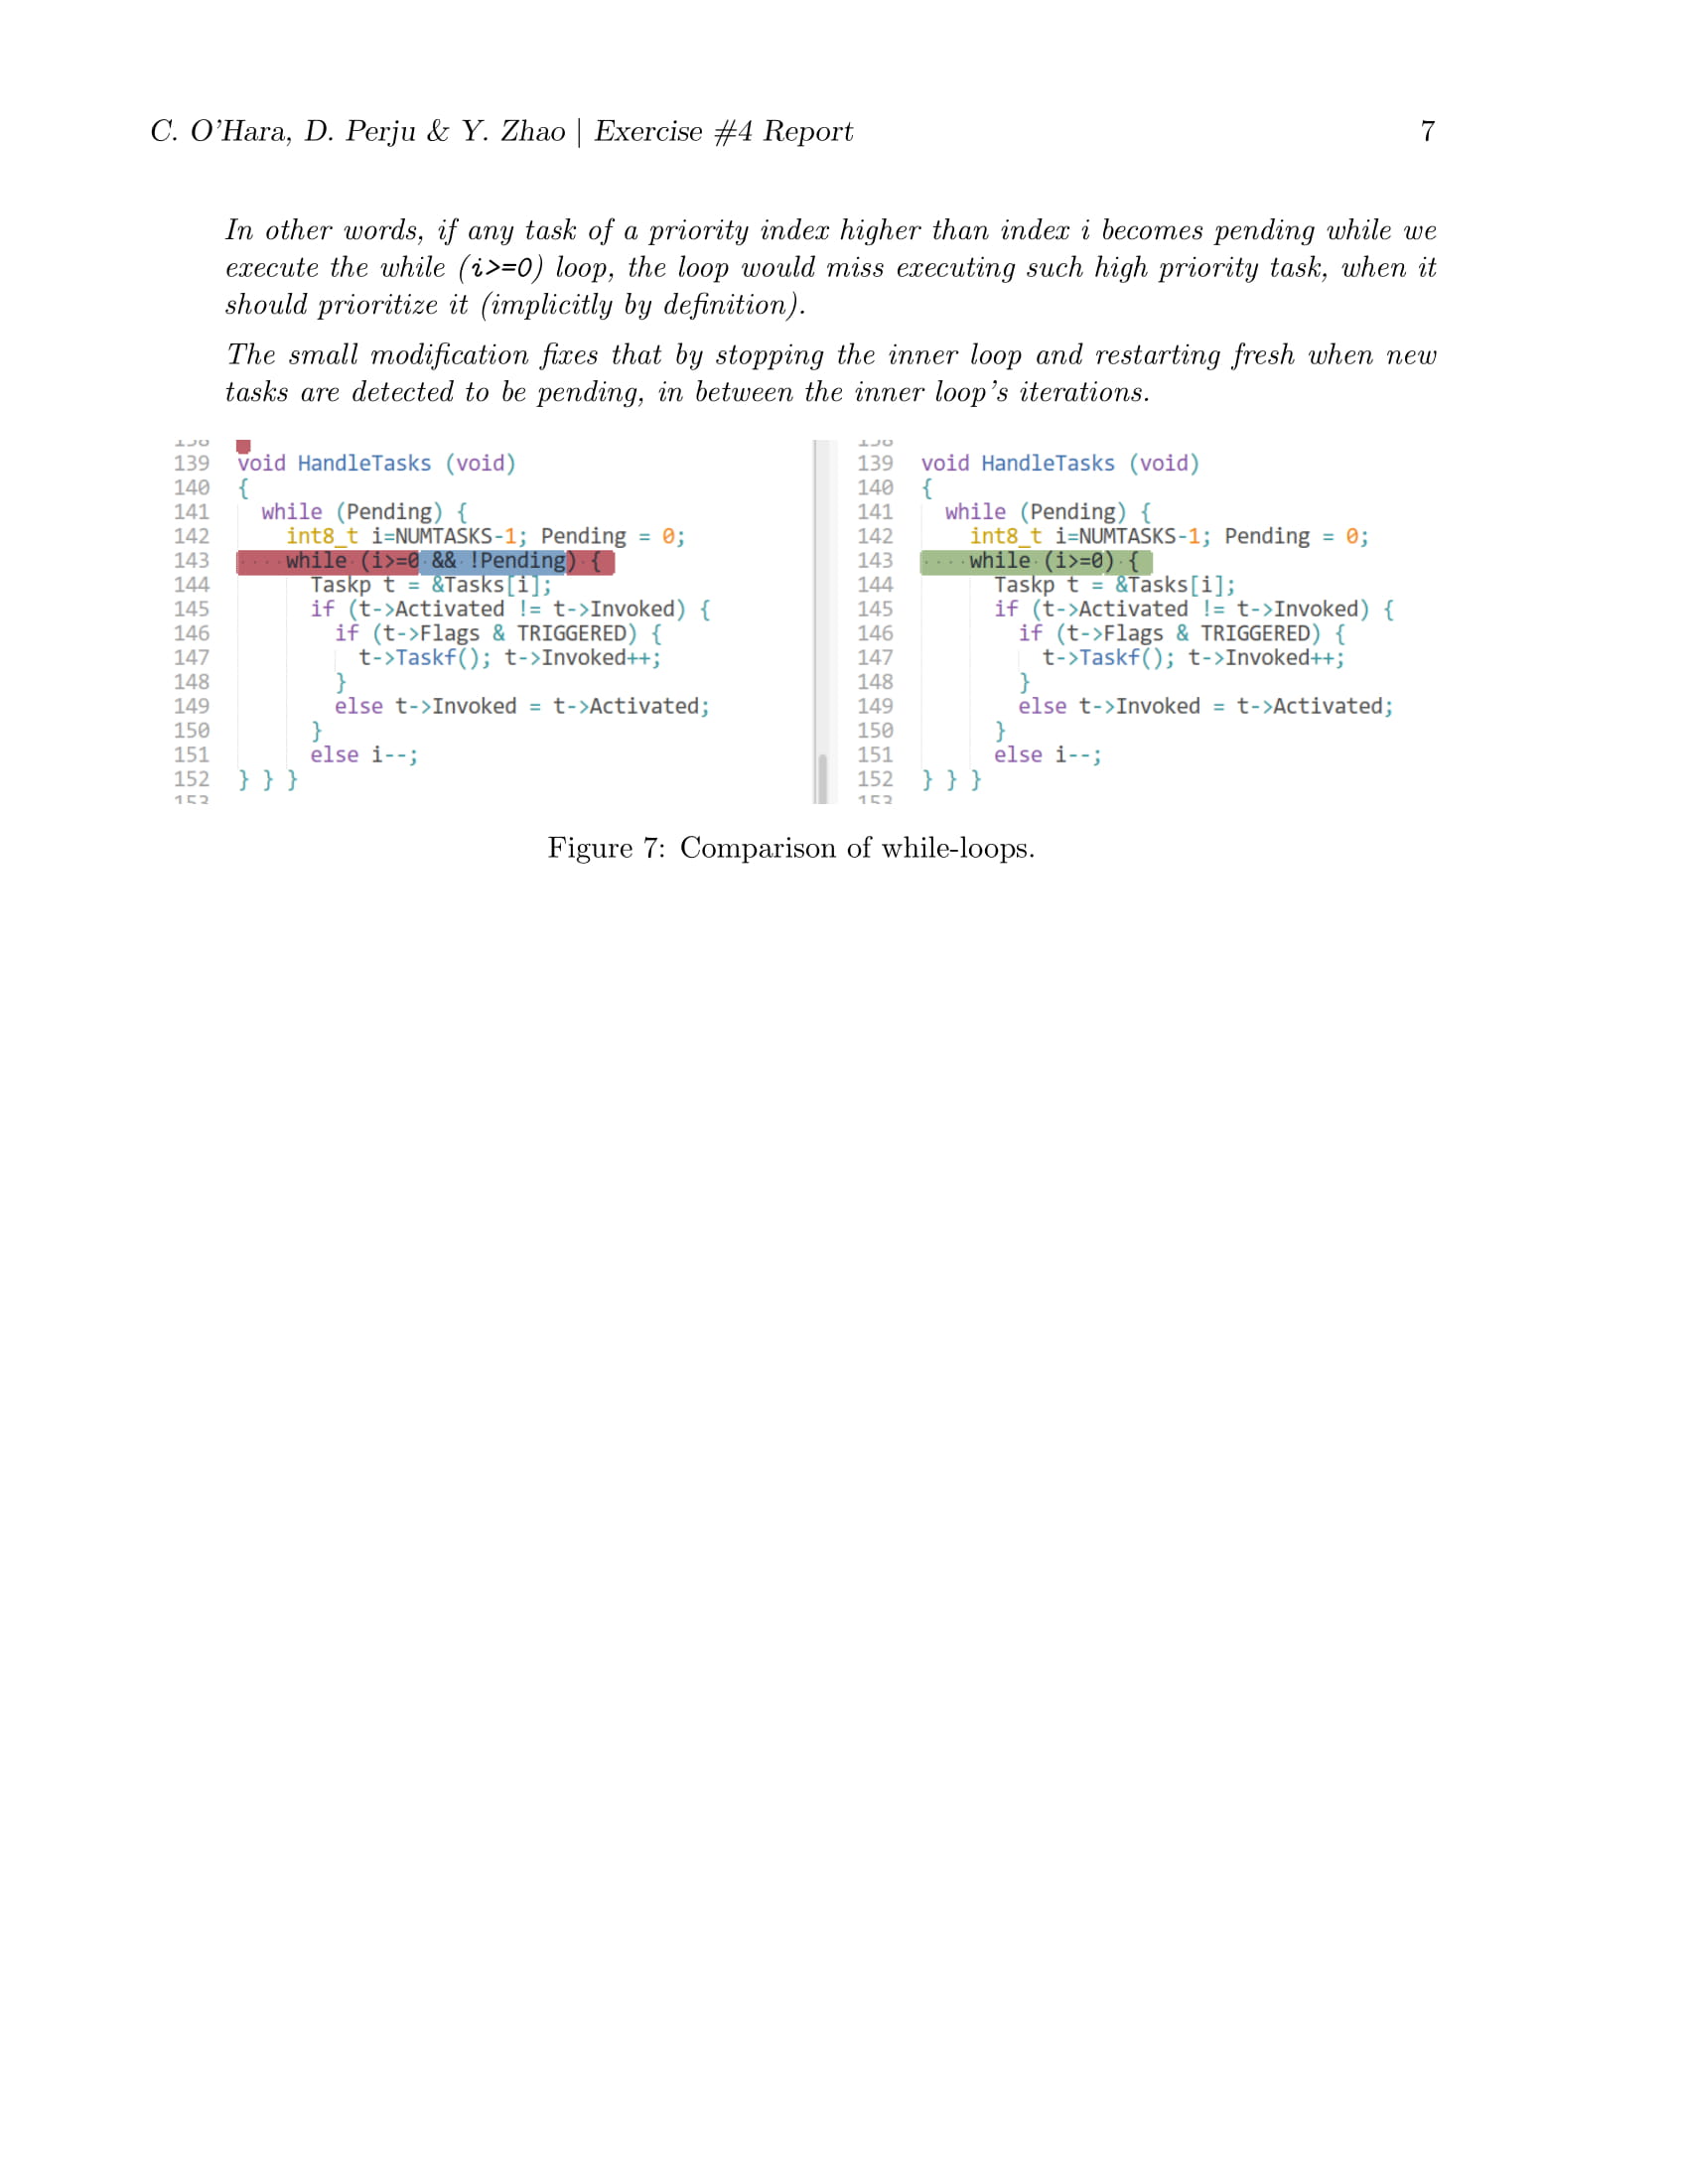 C. O'Hara, D. Perju & Y. Zhao | Exercise #4 Report 7
In other words, if any task of a priority index higher than index i becomes pending while we
execute the while (i>=0) loop, the loop would miss executing such high priority task, when it
should prioritize it (implicitly by definition).
The small modification fixes that by stopping the inner loop and restarting fresh when new
tasks are detected to be pending, in between the inner loop's iterations.
138
139 void HandleTasks (void)
140 {
141 while (Pending) {
142 int8_t i=NUMTASKS-1; Pending = 0;
143 ····while·(i>=0·&&·!Pending)·{
144 Taskp t = &Tasks[i];
145 if (t->Activated != t->Invoked) {
146 if (t->Flags & TRIGGERED) {
147 t->Taskf(); t->Invoked++;
148 }
149 else t->Invoked = t->Activated;
150 }
151 else i--;
152 } } }
153
138
139 void HandleTasks (void)
140 {
141 while (Pending) {
142 int8_t i=NUMTASKS-1; Pending = 0;
143 ····while·(i>=0)·{
144 Taskp t = &Tasks[i];
145 if (t->Activated != t->Invoked) {
146 if (t->Flags & TRIGGERED) {
147 t->Taskf(); t->Invoked++;
148 }
149 else t->Invoked = t->Activated;
150 }
151 else i--;
152 } } }
153
Figure 7: Comparison of while-loops.